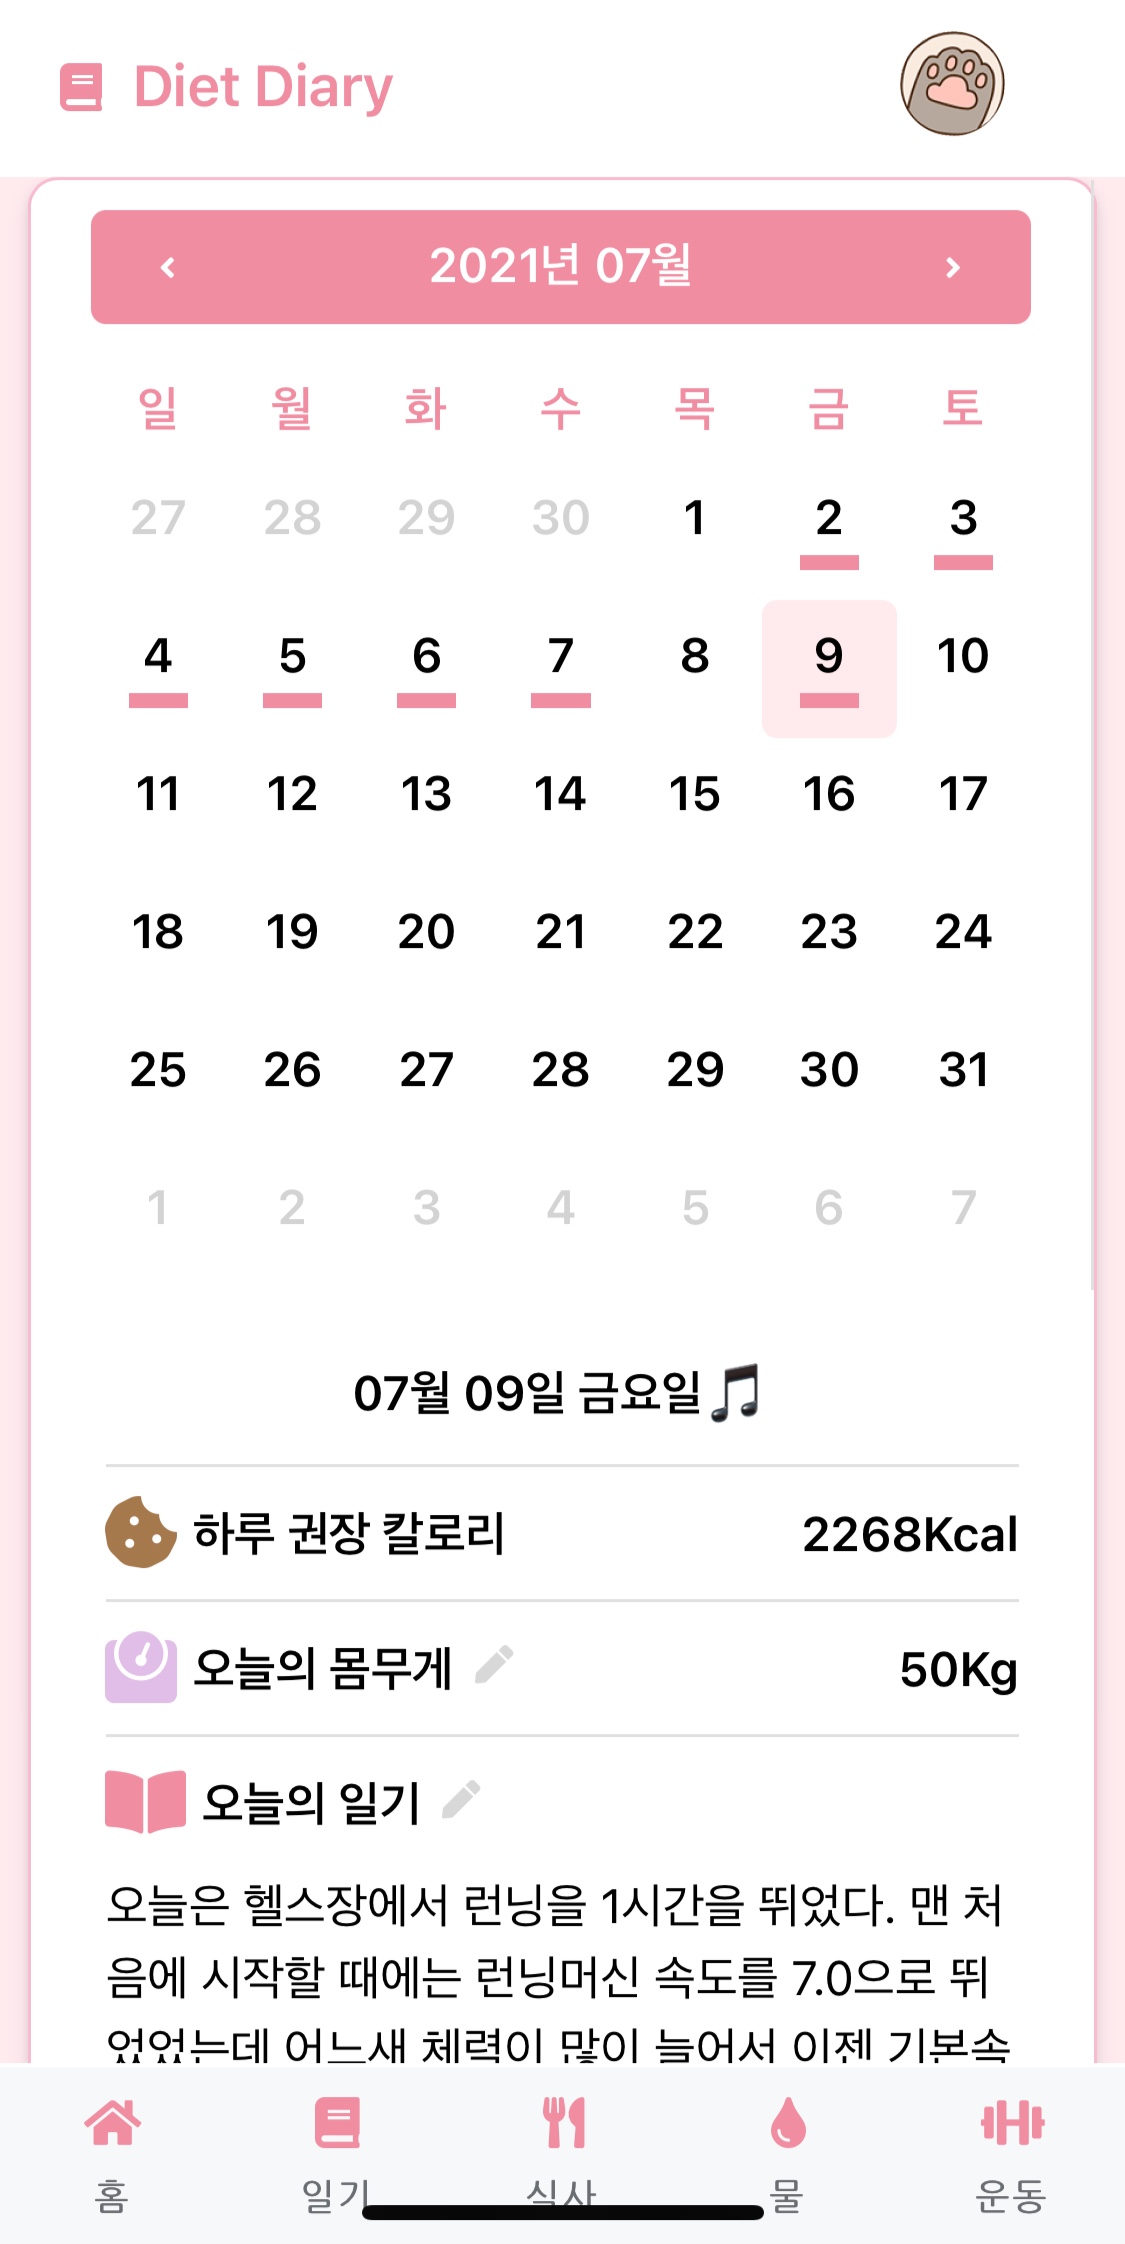 Diet Diary
2021년 07월
일 월 화 수 목 금 토
27 28 29 30 1 2 3
4 5 6 7 8 9 10
11 12 13 14 15 16 17
18 19 20 21 22 23 24
25 26 27 28 29 30 31
1 2 3 4 5 6 7
07월 09일 금요일🎵
하루 권장 칼로리 2268Kcal
오늘의 몸무게 50Kg
오늘의 일기
오늘은 헬스장에서 런닝을 1시간을 뛰었다. 맨 처
음에 시작할 때에는 런닝머신 속도를 7.0으로 뛰
었었는데 어느새 체력이 많이 늘어서 이젠 기본속
홈 일기 식사 물 운동